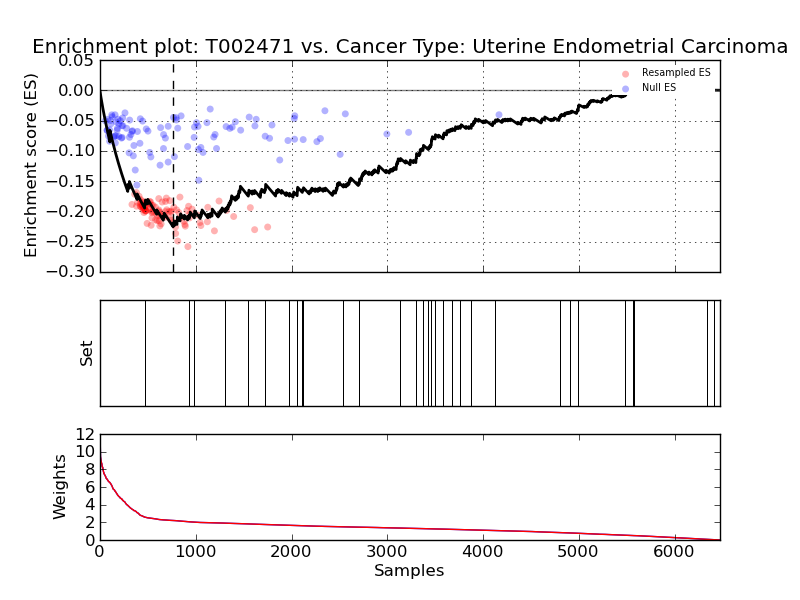 Enrichment plot: T002471 vs. Cancer Type: Uterine Endometrial Carcinoma
0.05
0.00
−0.05
−0.10
−0.15
−0.20
−0.25
−0.30
Enrichment score (ES)
Resampled ES
Null ES
Set
12
10
8
6
4
2
0
Weights
0 1000 2000 3000 4000 5000 6000
Samples